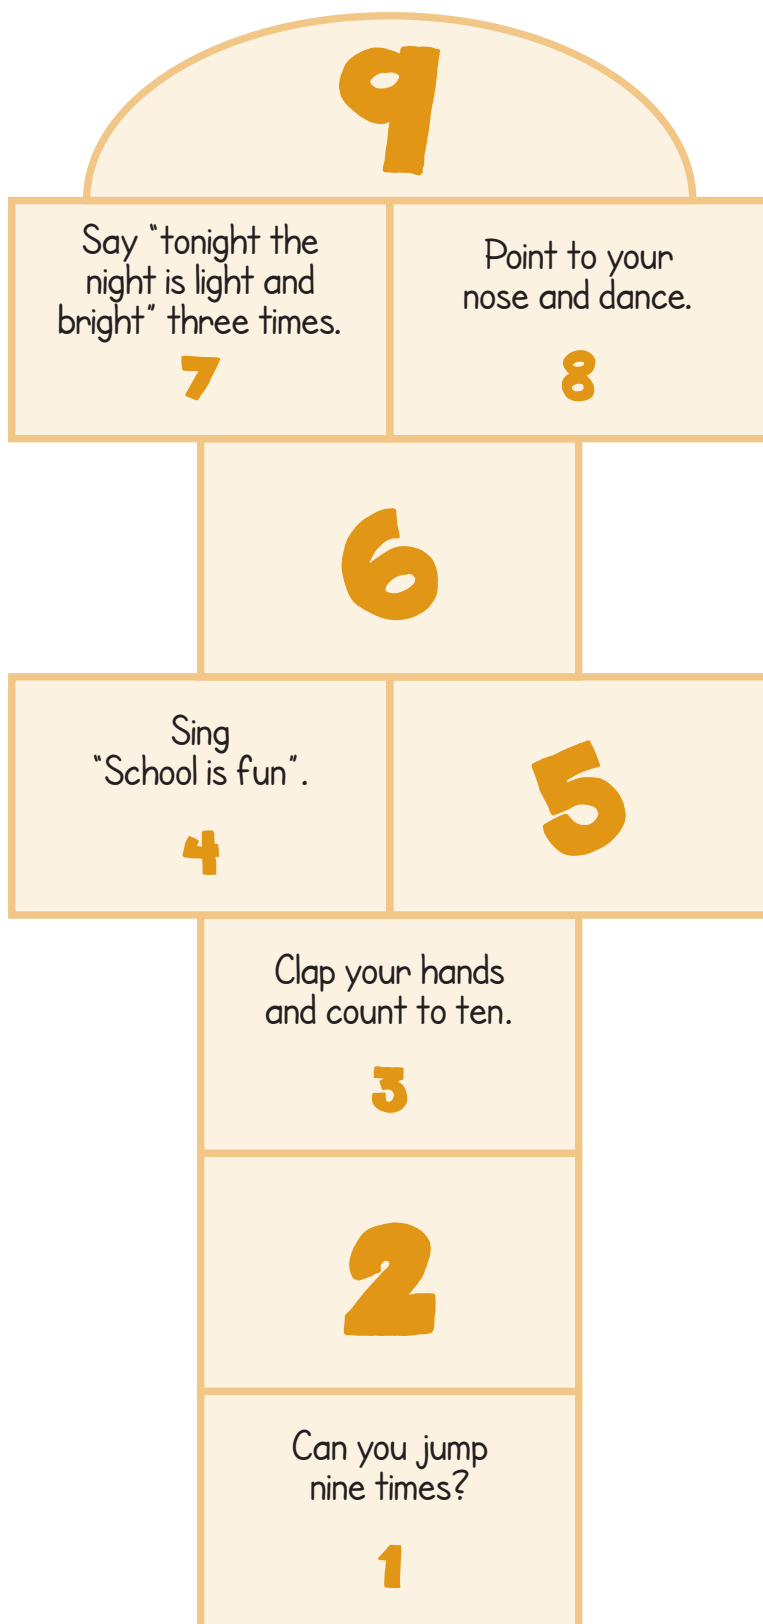 9
Say "tonight the
night is light and
bright" three times.
7
Point to your
nose and dance.
8
6
Sing
"School is fun".
4
5
Clap your hands
and count to ten.
3
2
Can you jump
nine times?
1